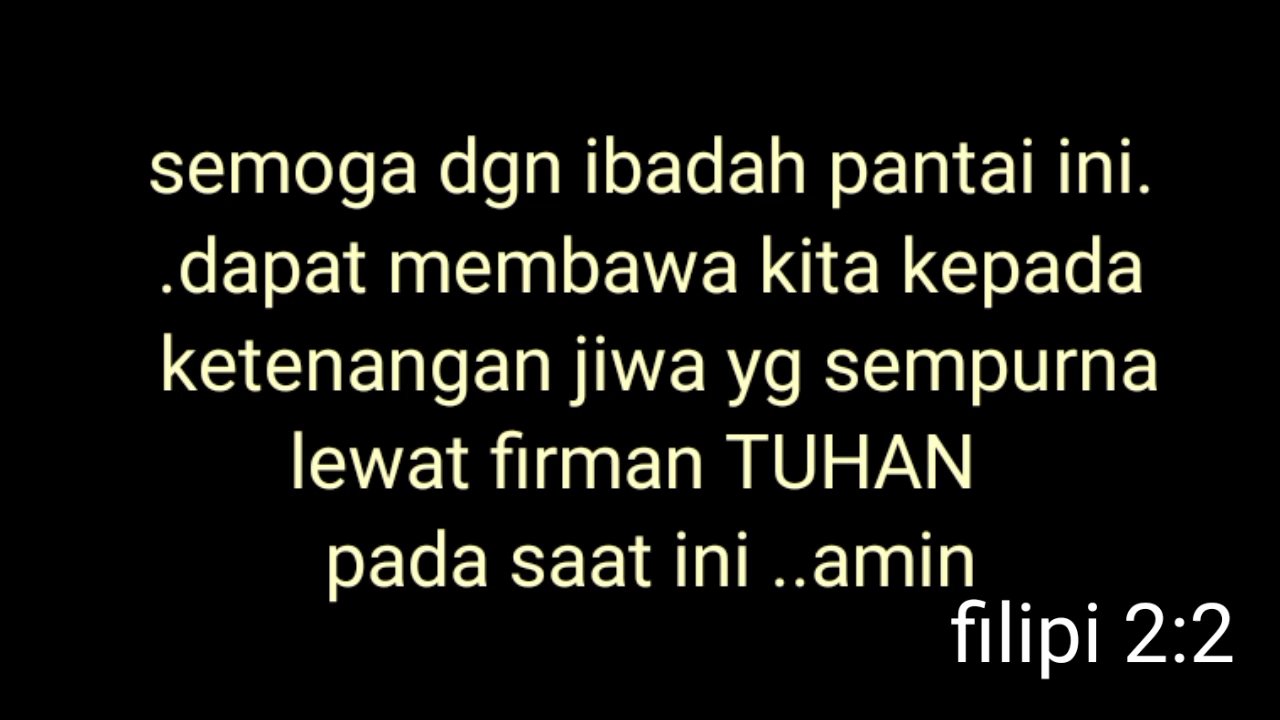 semoga dgn ibadah pantai ini.
.dapat membawa kita kepada
ketenangan jiwa yg sempurna
lewat firman TUHAN
pada saat ini ..amin
filipi 2:2